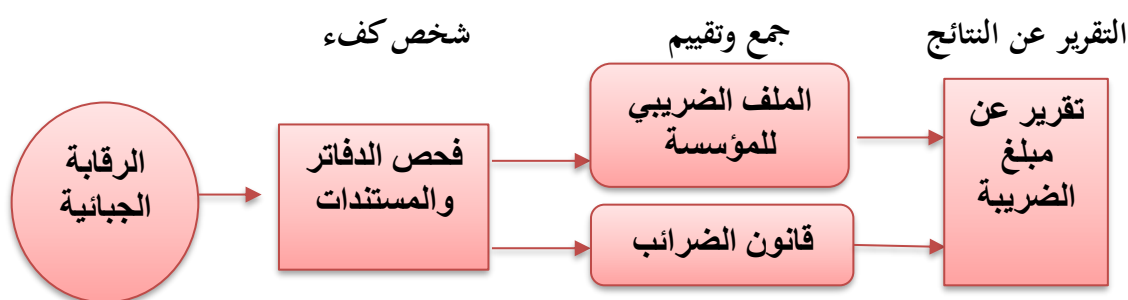 شخص كفء
جمع وتقييم
التقرير عن النتائج
الرقابة
الجبائية
فحص الدفاتر
والمستندات
الملف الضريبي
للمؤسسة
قانون الضرائب
تقرير عن
مبلغ
الضريبة